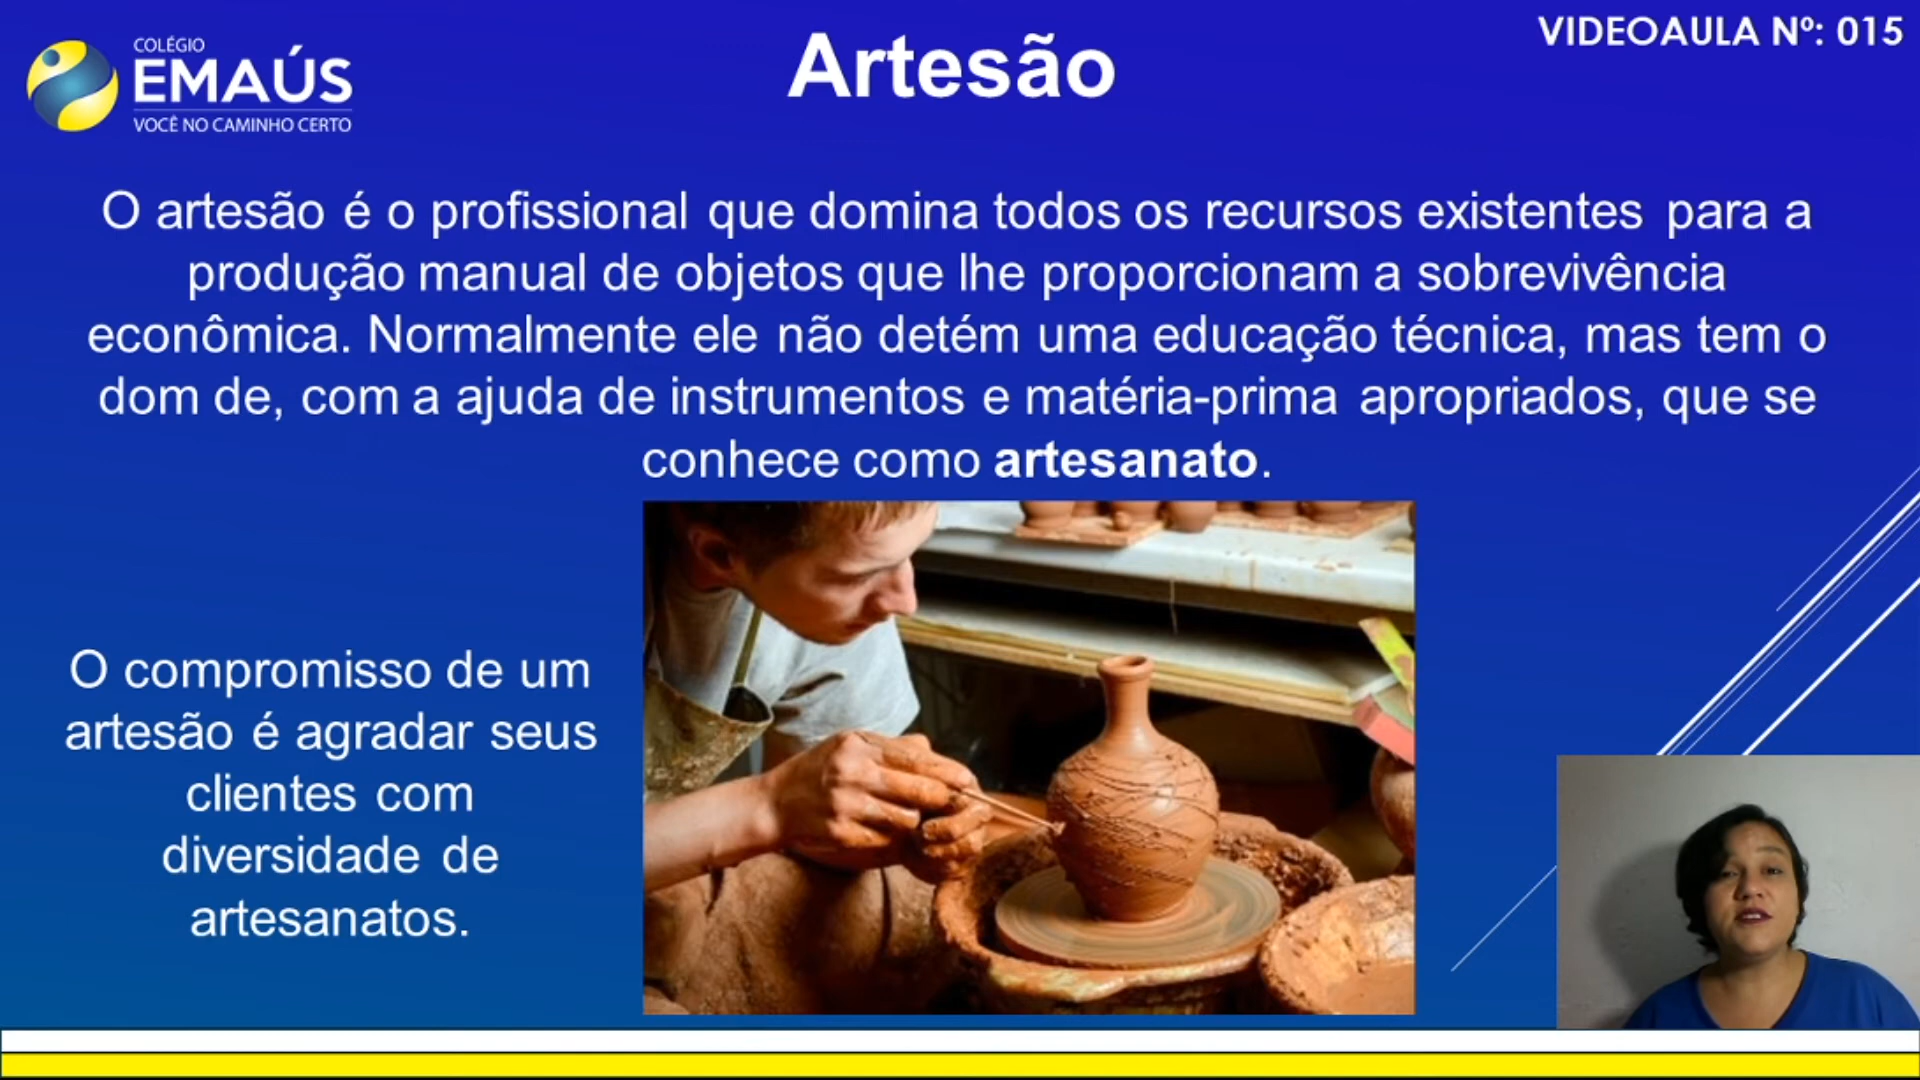 COLÉGIO
EMAÚS
VOCÊ NO CAMINHO CERTO
Artesão
VIDEOAULA Nº: 015
O artesão é o profissional que domina todos os recursos existentes para a
produção manual de objetos que lhe proporcionam a sobrevivência
econômica. Normalmente ele não detém uma educação técnica, mas tem o
dom de, com a ajuda de instrumentos e matéria-prima apropriados, que se
conhece como artesanato.
O compromisso de um
artesão é agradar seus
clientes com
diversidade de
artesanatos.